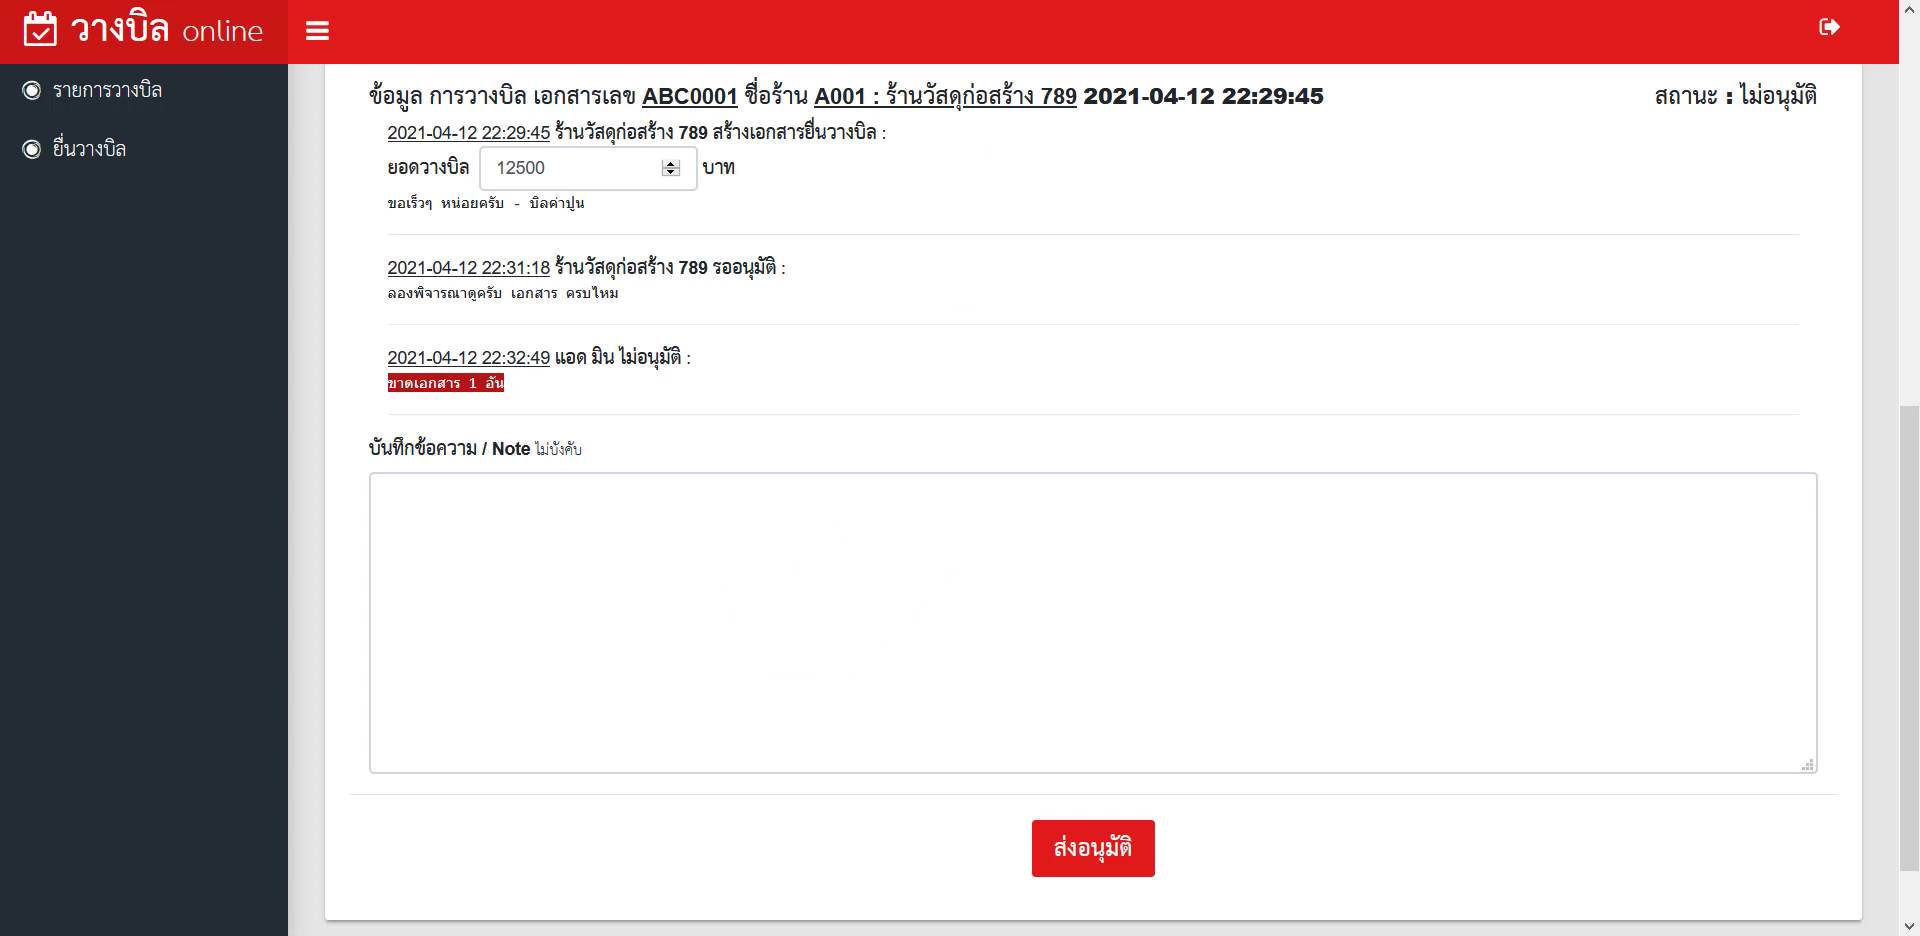 วางบิล online
รายการวางบิล
ยื่นวางบิล
ข้อมูล การวางบิล เอกสารเลข ABC0001 ชื่อร้าน A001 : ร้านวัสดุก่อสร้าง 789 2021-04-12 22:29:45
สถานะ : ไม่อนุมัติ
2021-04-12 22:29:45 ร้านวัสดุก่อสร้าง 789 สร้างเอกสารยื่นวางบิล :
ยอดวางบิล 12500 บาท
ขอเร็วๆ หน่อยครับ - บิลค่าปูน
2021-04-12 22:31:18 ร้านวัสดุก่อสร้าง 789 รออนุมัติ :
ลองพิจารณาดูครับ เอกสาร ครบไหม
2021-04-12 22:32:49 แอด มิน ไม่อนุมัติ :
ขาดเอกสาร 1 อัน
บันทึกข้อความ / Note ไม่บังคับ
ส่งอนุมัติ